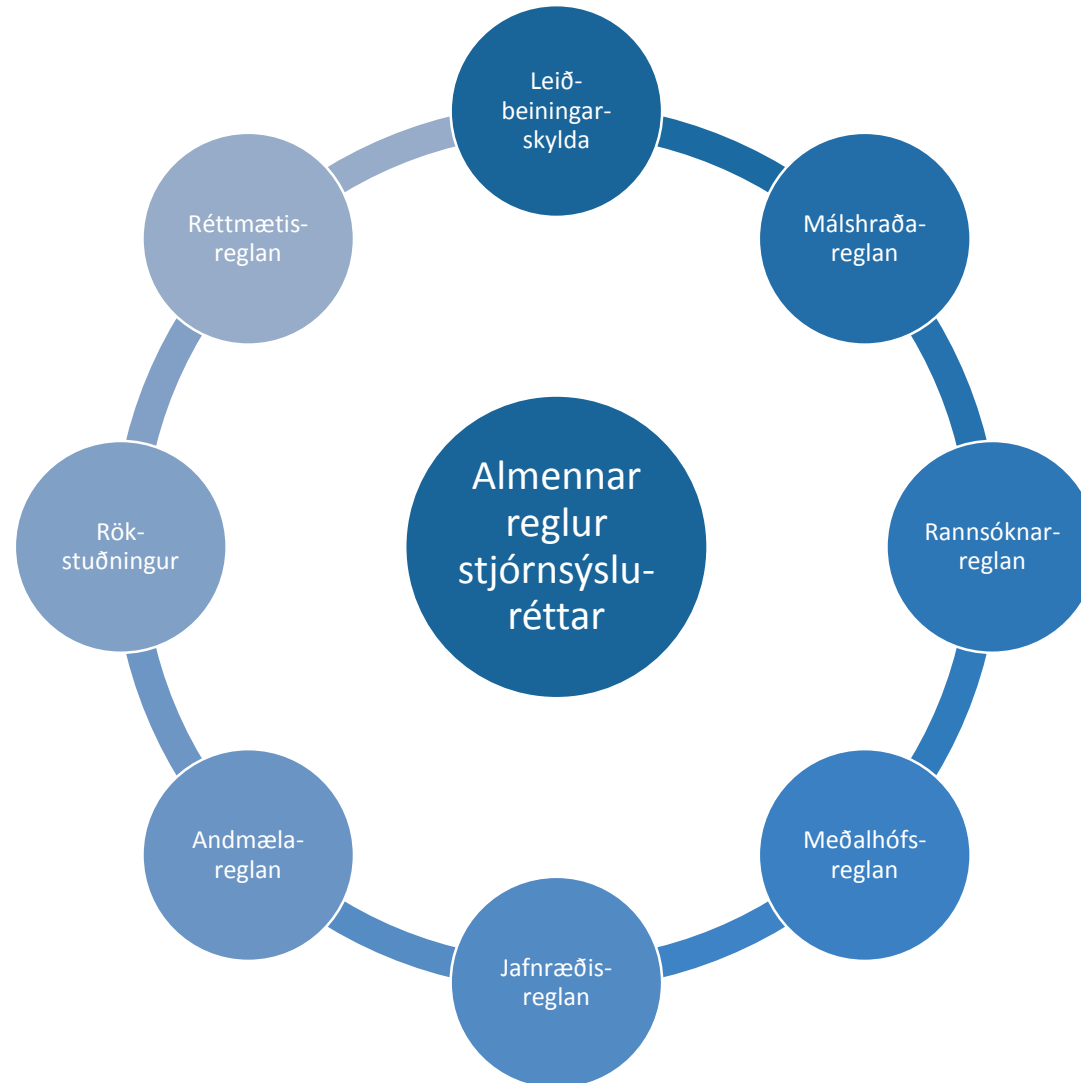 Leið-
beiningar-
skylda
Málshraða-
reglan
Rannsóknar-
reglan
Meðalhófs-
reglan
Jafnræðis-
reglan
Andmæla-
reglan
Rök-
stuðningur
Réttmætis-
reglan
Almennar
reglur
stjórnsýslu-
réttar